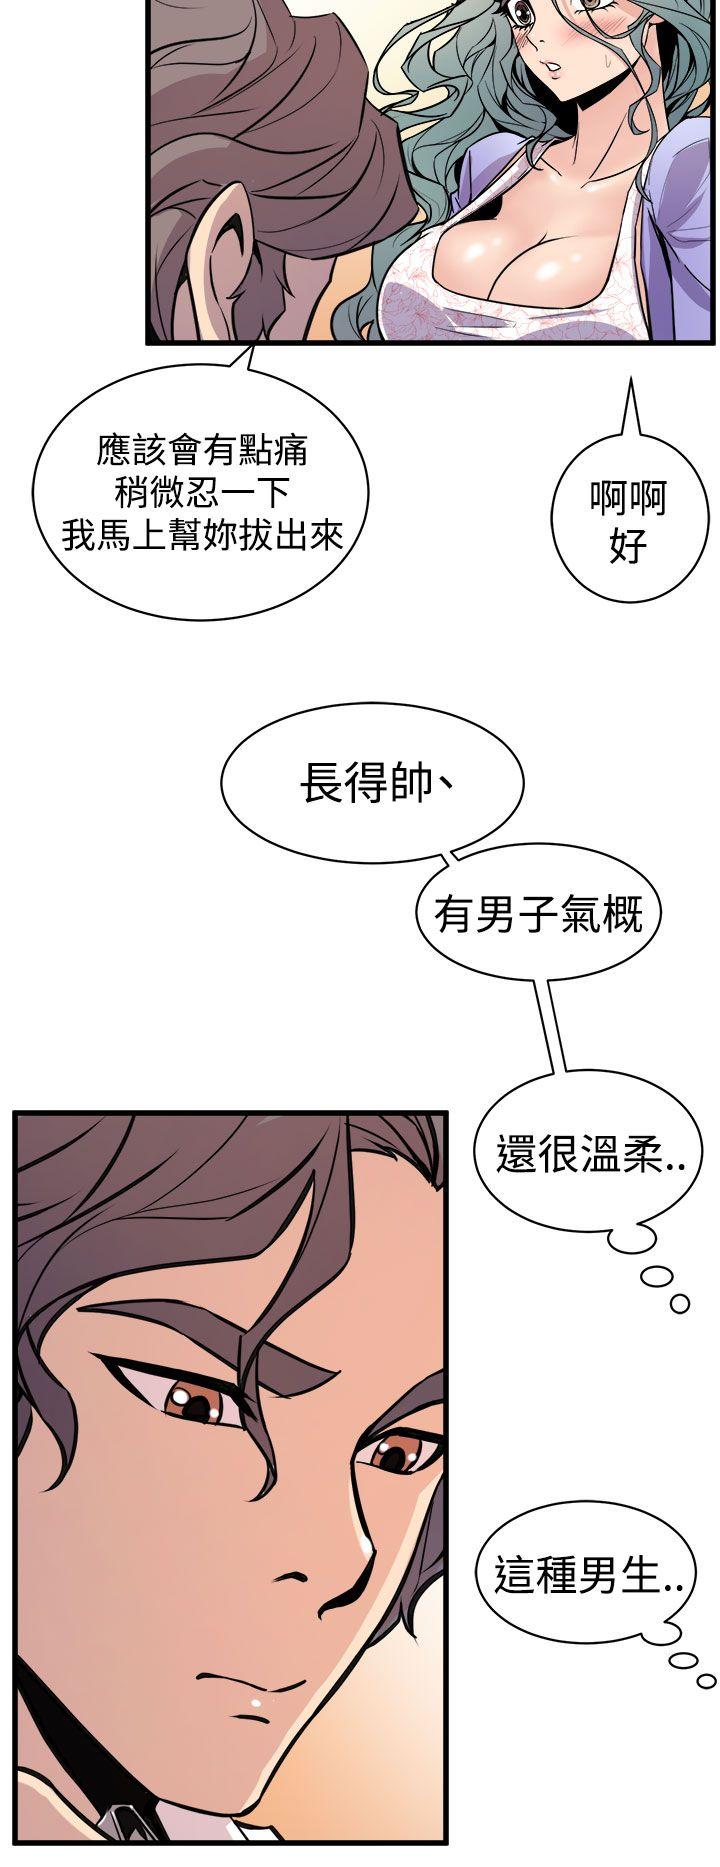 應該會有點痛
稍微忍一下
我馬上幫妳拔出來
啊啊
好
長得帥、
有男子氣概
還很溫柔..
這種男生..